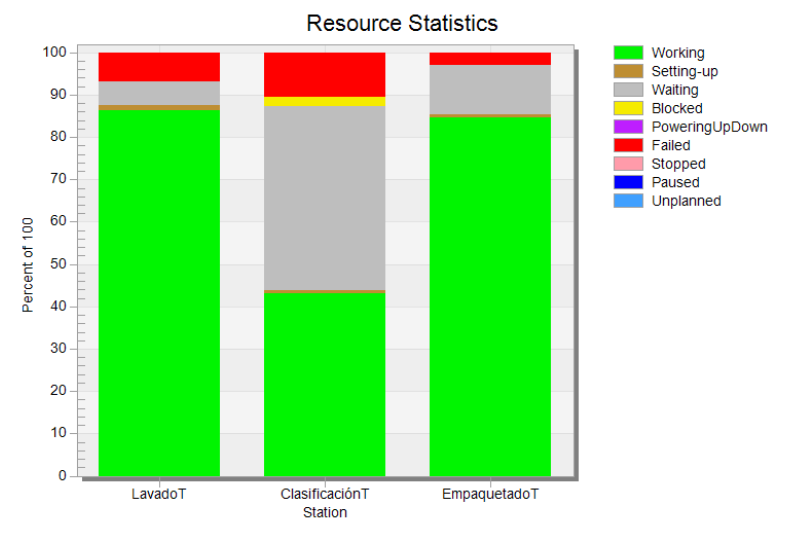 Resource Statistics
Percent of 100
100
90
80
70
60
50
40
30
20
10
0
LavadoT
ClasificaciónT
EmpaquetadoT
Station
Working
Setting-up
Waiting
Blocked
PoweringUpDown
Failed
Stopped
Paused
Unplanned